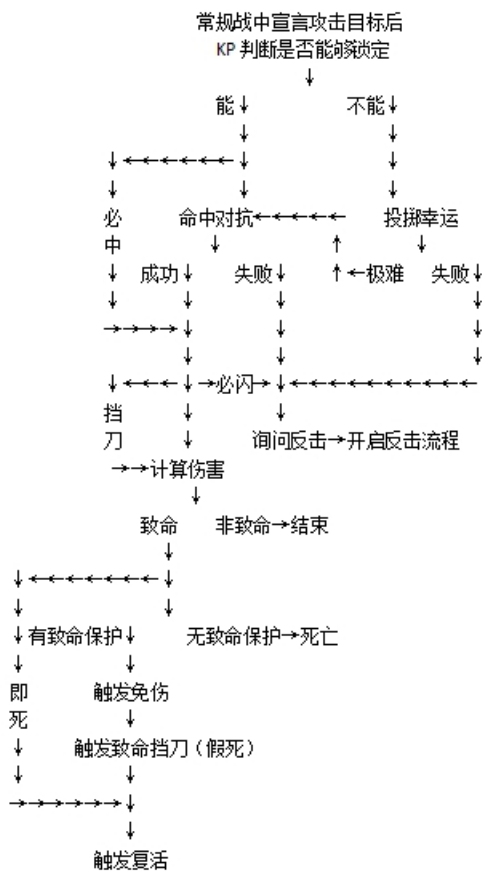 常规战中宣言攻击目标后
KP 判断是否能够锁定
↓
能↓ 不能↓
↓ ↓
↓←←←←←←↓ ↓
↓ ↓ ↓
必 命中对抗←←←←← 投掷幸运
中 ↓ ↑ ↓
↓ 成功↓ 失败↓ ↑←极难 失败↓
↓ ↓ ↓ ↓
→→→→↓ ↓ ↓
↓ ↓ ↓
↓←←←↓→必闪→↓←←←←←←←←←←
挡 ↓ ↓
刀 ↓ 询问反击→开启反击流程
→→计算伤害
↓
致命 非致命→结束
↓
↓←←←←←←←↓
↓ ↓
↓有致命保护↓ 无致命保护→死亡
↓ ↓
即 触发免伤
死 ↓
↓ 触发致命挡刀（假死）
↓ ↓
→→→→→→↓
↓
触发复活